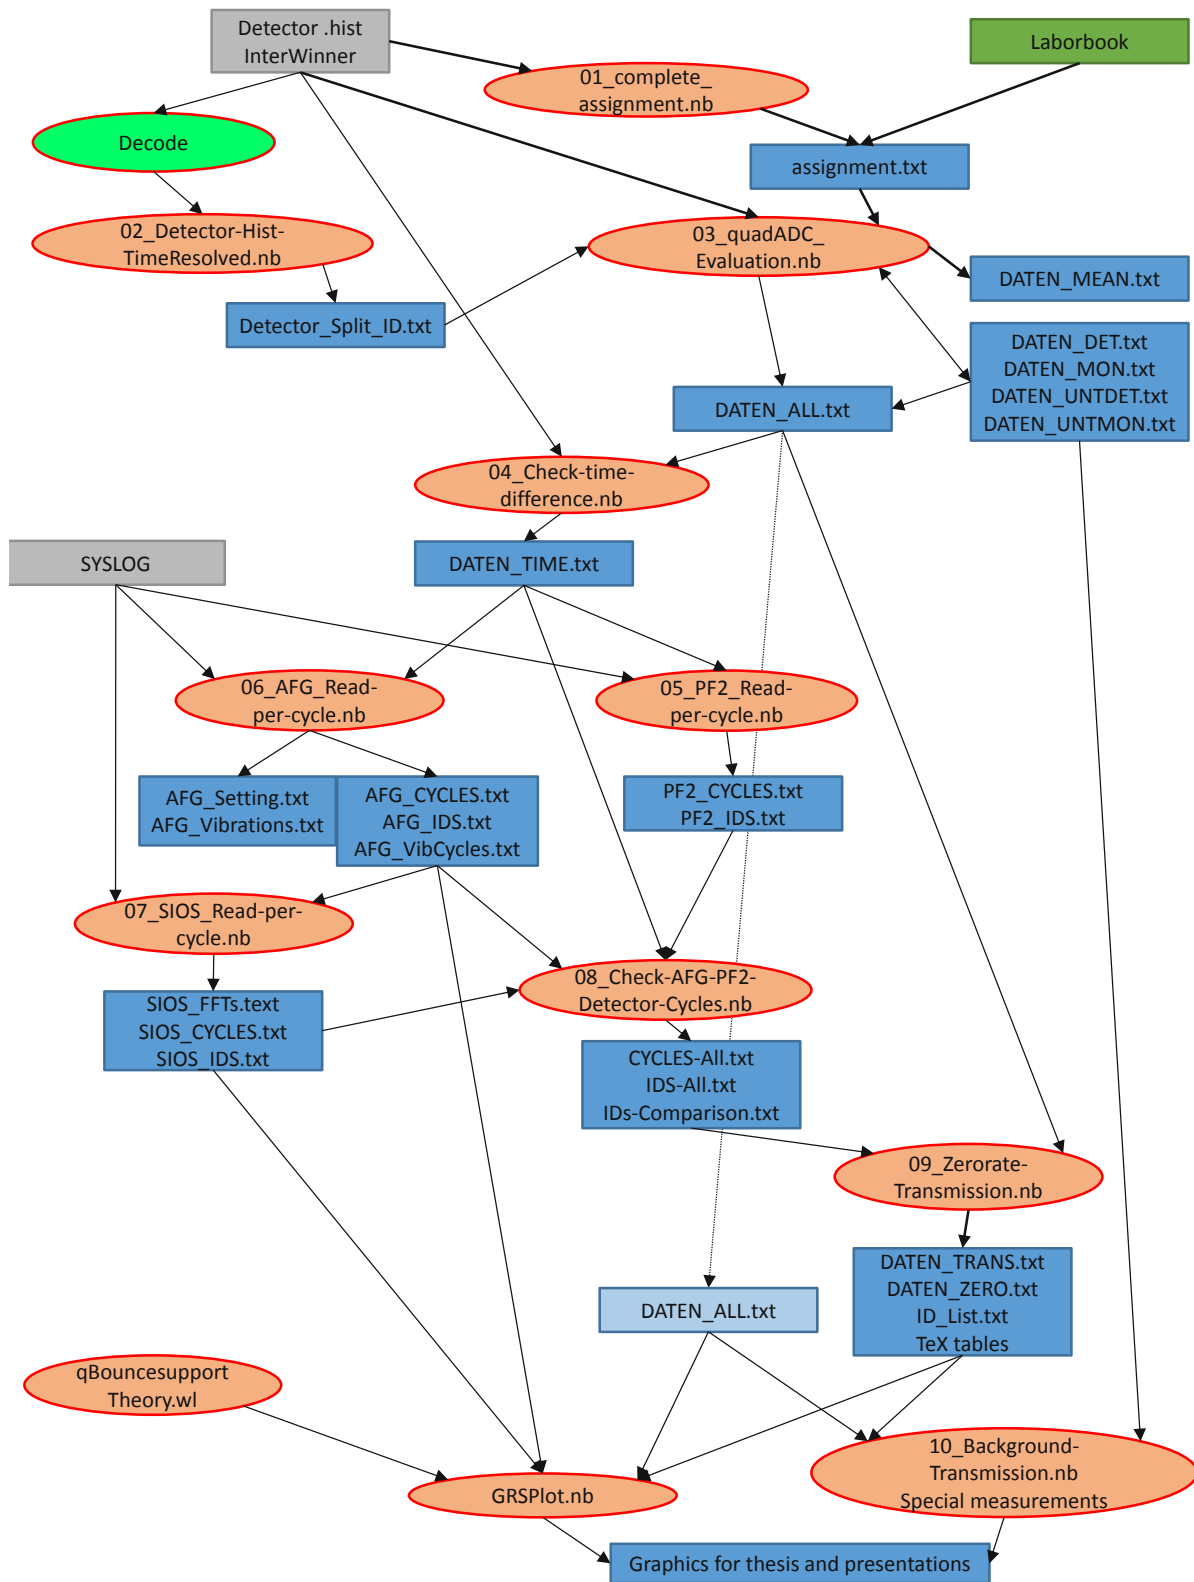 Detector .hist
InterWinner
Laborbook
01_complete_
assignment.nb
Decode
assignment.txt
02_Detector-Hist-
TimeResolved.nb
03_quadADC_
Evaluation.nb
DATEN_MEAN.txt
Detector_Split_ID.txt
DATEN_DET.txt
DATEN_MON.txt
DATEN_UNTDET.txt
DATEN_UNTMON.txt
DATEN_ALL.txt
04_Check-time-
difference.nb
SYSLOG
DATEN_TIME.txt
06_AFG_Read-
per-cycle.nb
05_PF2_Read-
per-cycle.nb
AFG_Setting.txt
AFG_Vibrations.txt
AFG_CYCLES.txt
AFG_IDS.txt
AFG_VibCycles.txt
PF2_CYCLES.txt
PF2_IDS.txt
07_SIOS_Read-per-
cycle.nb
08_Check-AFG-PF2-
Detector-Cycles.nb
SIOS_FFTs.text
SIOS_CYCLES.txt
SIOS_IDS.txt
CYCLES-All.txt
IDS-All.txt
IDs-Comparison.txt
09_Zerorate-
Transmission.nb
DATEN_TRANS.txt
DATEN_ZERO.txt
ID_List.txt
TeX tables
DATEN_ALL.txt
qBouncesupport
Theory.wl
10_Background-
Transmission.nb
Special measurements
GRSPlot.nb
Graphics for thesis and presentations